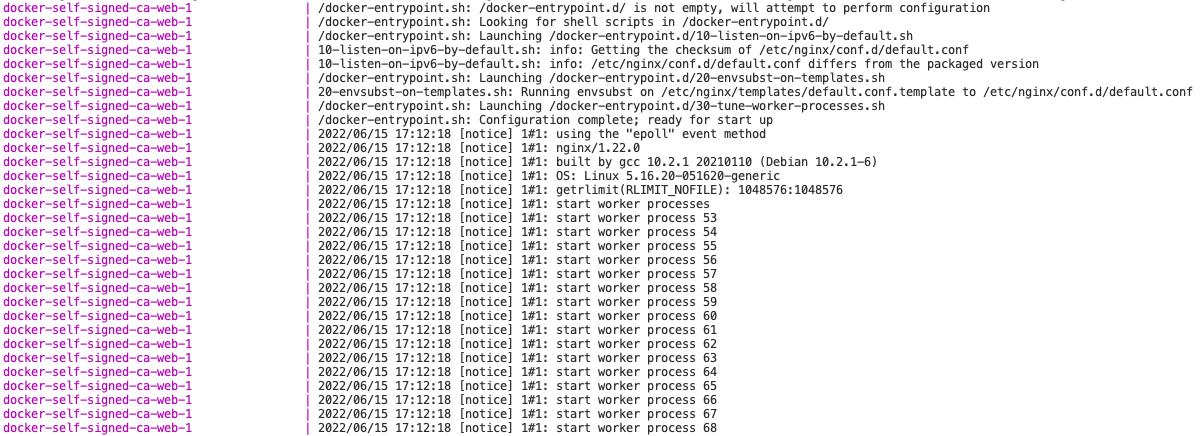 docker-self-signed-ca-web-1 | /docker-entrypoint.sh: /docker-entrypoint.d/ is not empty, will attempt to perform configuration
docker-self-signed-ca-web-1 | /docker-entrypoint.sh: Looking for shell scripts in /docker-entrypoint.d/
docker-self-signed-ca-web-1 | /docker-entrypoint.sh: Launching /docker-entrypoint.d/10-listen-on-ipv6-by-default.sh
docker-self-signed-ca-web-1 | 10-listen-on-ipv6-by-default.sh: info: Getting the checksum of /etc/nginx/conf.d/default.conf
docker-self-signed-ca-web-1 | 10-listen-on-ipv6-by-default.sh: info: /etc/nginx/conf.d/default.conf differs from the packaged version
docker-self-signed-ca-web-1 | /docker-entrypoint.sh: Launching /docker-entrypoint.d/20-envsubst-on-templates.sh
docker-self-signed-ca-web-1 | 20-envsubst-on-templates.sh: Running envsubst on /etc/nginx/templates/default.conf.template to /etc/nginx/conf.d/default.conf
docker-self-signed-ca-web-1 | /docker-entrypoint.sh: Launching /docker-entrypoint.d/30-tune-worker-processes.sh
docker-self-signed-ca-web-1 | /docker-entrypoint.sh: Configuration complete; ready for start up
docker-self-signed-ca-web-1 | 2022/06/15 17:12:18 [notice] 1#1: using the "epoll" event method
docker-self-signed-ca-web-1 | 2022/06/15 17:12:18 [notice] 1#1: nginx/1.22.0
docker-self-signed-ca-web-1 | 2022/06/15 17:12:18 [notice] 1#1: built by gcc 10.2.1 20210110 (Debian 10.2.1-6)
docker-self-signed-ca-web-1 | 2022/06/15 17:12:18 [notice] 1#1: OS: Linux 5.16.20-051620-generic
docker-self-signed-ca-web-1 | 2022/06/15 17:12:18 [notice] 1#1: getrlimit(RLIMIT_NOFILE): 1048576:1048576
docker-self-signed-ca-web-1 | 2022/06/15 17:12:18 [notice] 1#1: start worker processes
docker-self-signed-ca-web-1 | 2022/06/15 17:12:18 [notice] 1#1: start worker process 53
docker-self-signed-ca-web-1 | 2022/06/15 17:12:18 [notice] 1#1: start worker process 54
docker-self-signed-ca-web-1 | 2022/06/15 17:12:18 [notice] 1#1: start worker process 55
docker-self-signed-ca-web-1 | 2022/06/15 17:12:18 [notice] 1#1: start worker process 56
docker-self-signed-ca-web-1 | 2022/06/15 17:12:18 [notice] 1#1: start worker process 57
docker-self-signed-ca-web-1 | 2022/06/15 17:12:18 [notice] 1#1: start worker process 58
docker-self-signed-ca-web-1 | 2022/06/15 17:12:18 [notice] 1#1: start worker process 59
docker-self-signed-ca-web-1 | 2022/06/15 17:12:18 [notice] 1#1: start worker process 60
docker-self-signed-ca-web-1 | 2022/06/15 17:12:18 [notice] 1#1: start worker process 61
docker-self-signed-ca-web-1 | 2022/06/15 17:12:18 [notice] 1#1: start worker process 62
docker-self-signed-ca-web-1 | 2022/06/15 17:12:18 [notice] 1#1: start worker process 63
docker-self-signed-ca-web-1 | 2022/06/15 17:12:18 [notice] 1#1: start worker process 64
docker-self-signed-ca-web-1 | 2022/06/15 17:12:18 [notice] 1#1: start worker process 65
docker-self-signed-ca-web-1 | 2022/06/15 17:12:18 [notice] 1#1: start worker process 66
docker-self-signed-ca-web-1 | 2022/06/15 17:12:18 [notice] 1#1: start worker process 67
docker-self-signed-ca-web-1 | 2022/06/15 17:12:18 [notice] 1#1: start worker process 68